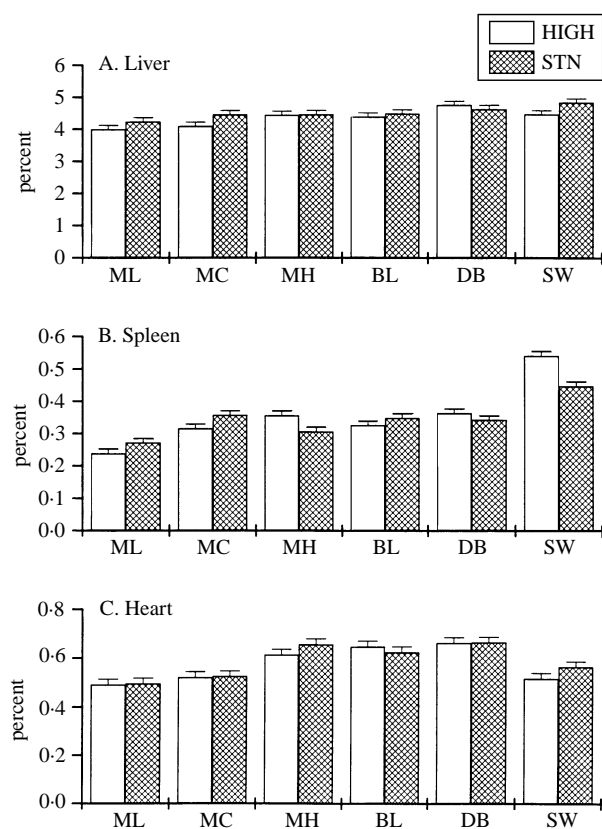 HIGH
STN
A. Liver
percent
6
5
4
3
2
1
0
ML MC MH BL DB SW
B. Spleen
percent
0·6
0·5
0·4
0·3
0·2
0·1
0·0
ML MC MH BL DB SW
C. Heart
percent
0·8
0·6
0·4
0·2
0·0
ML MC MH BL DB SW